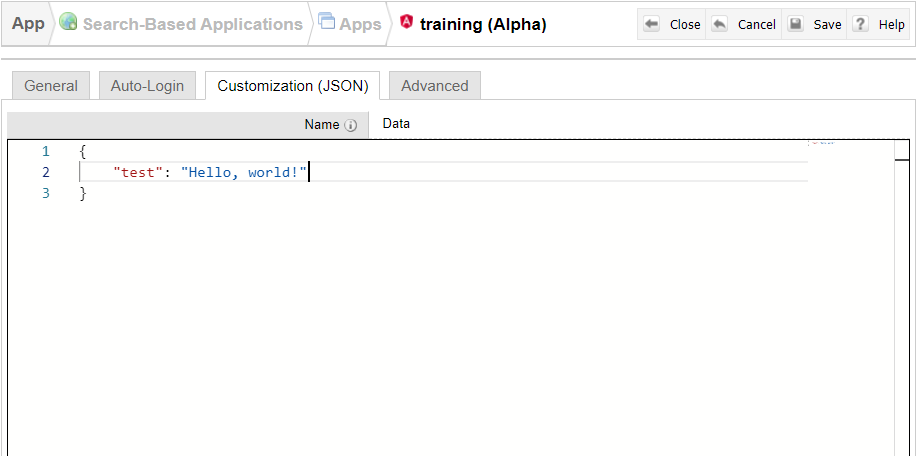 App Search-Based Applications Apps training (Alpha) Close Cancel Save ? Help
General Auto-Login Customization (JSON) Advanced
Name Data
1 {
2 "test": "Hello, world!"
3 }